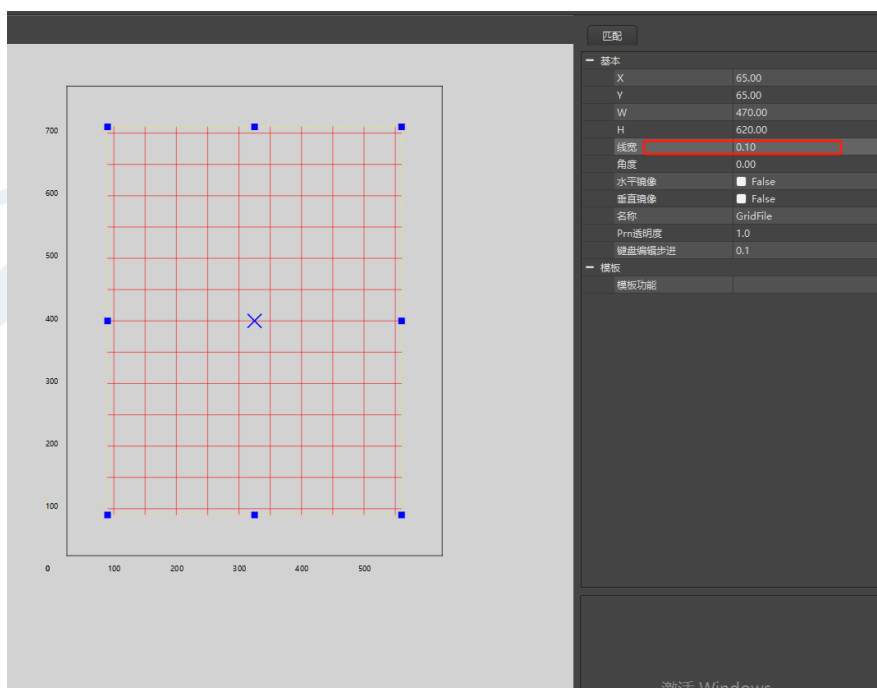 匹配
基本
X 65.00
Y 65.00
W 470.00
H 620.00
线宽 0.10
角度 0.00
水平镜像 False
垂直镜像 False
名称 GridFile
Prn透明度 1.0
键盘编辑步进 0.1
模板
模板功能
700
600
500
400
300
200
100
0 100 200 300 400 500
激活 Windows